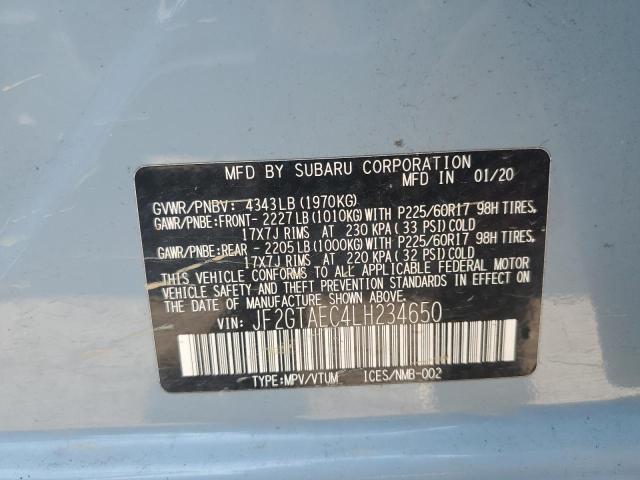 MFD BY SUBARU CORPORATION
MFD IN 01/20
GVWR/PNBV: 4343LB (1970KG)
GAWR/PNBE:FRONT- 2227LB (1010KG)WITH P225/60R17 98H TIRES,
17X7J RIMS AT 230 KPA (33 PSI) COLD
GAWR/PNBE:REAR - 2205LB (1000KG)WITH P225/60R17 98H TIRES,
17X7J RIMS AT 220 KPA (32 PSI) COLD
THIS VEHICLE CONFORMS TO ALL APPLICABLE FEDERAL MOTOR
VEHICLE SAFETY AND THEFT PREVENTION STANDARDS IN EFFECT ON
THE DATE OF MANUFACTURE SHOWN ABOVE.
VIN: JF2GTAEC4LH234650
TYPE:MPV/VTUM ICES/NMB-002